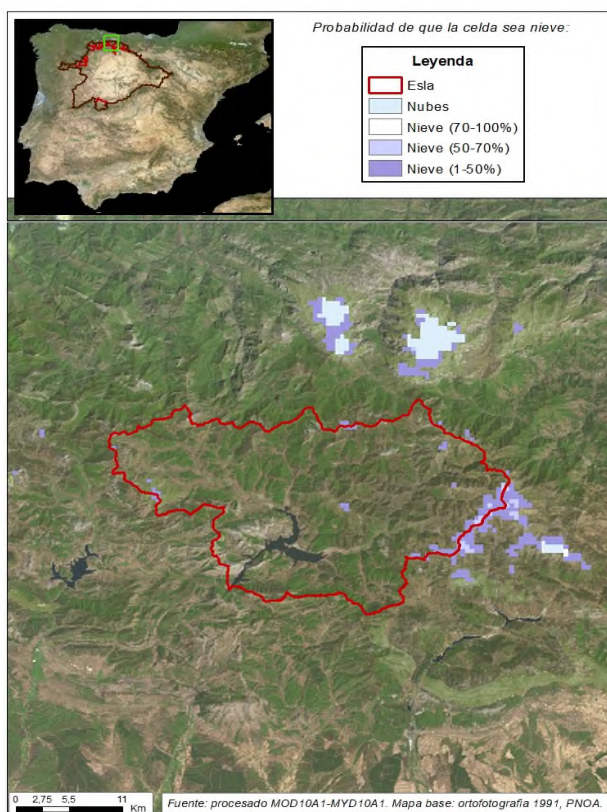 Probabilidad de que la celda sea nieve:
Leyenda
Esla
Nubes
Nieve (70-100%)
Nieve (50-70%)
Nieve (1-50%)
0 2,75 5,5 11
Km
Fuente: procesado MOD10A1-MYD10A1. Mapa base: ortofotografia 1991, PNOA